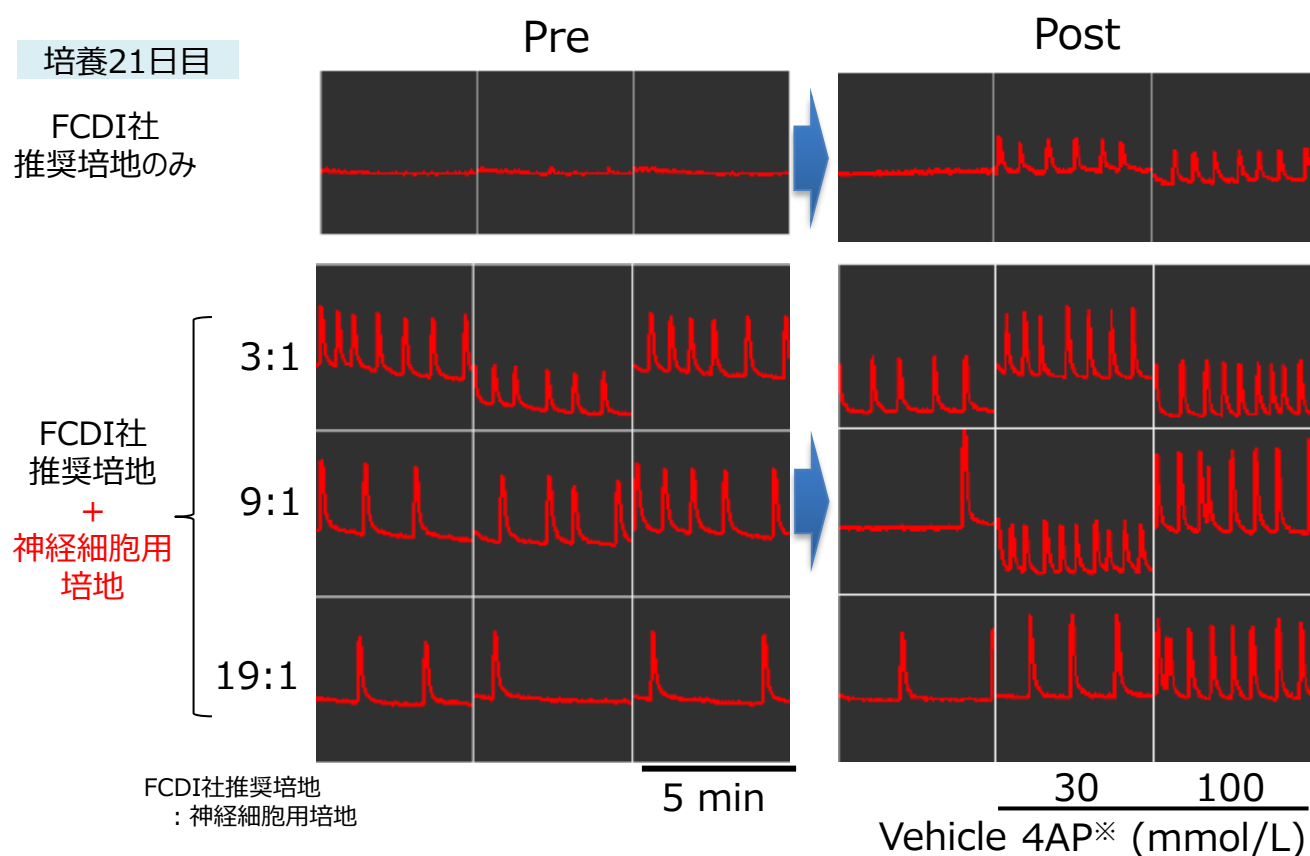 Pre
Post
培養21日目
FCDI社
推奨培地のみ
3:1
FCDI社
推奨培地
+
神経細胞用
培地
9:1
19:1
FCDI社推奨培地
：神経細胞用培地
5 min
30 100
Vehicle 4AP※ (mmol/L)